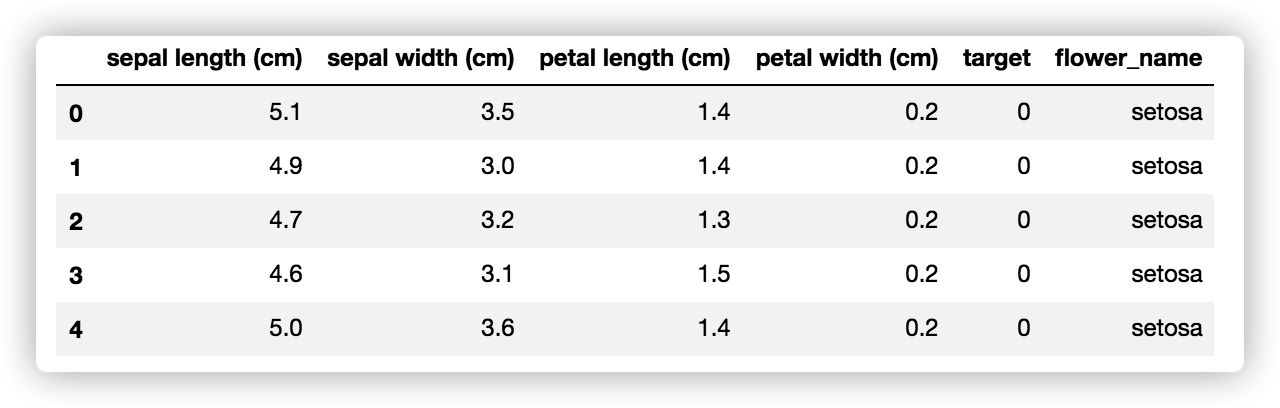 sepal length (cm) sepal width (cm) petal length (cm) petal width (cm) target flower_name
0 5.1 3.5 1.4 0.2 0 setosa
1 4.9 3.0 1.4 0.2 0 setosa
2 4.7 3.2 1.3 0.2 0 setosa
3 4.6 3.1 1.5 0.2 0 setosa
4 5.0 3.6 1.4 0.2 0 setosa